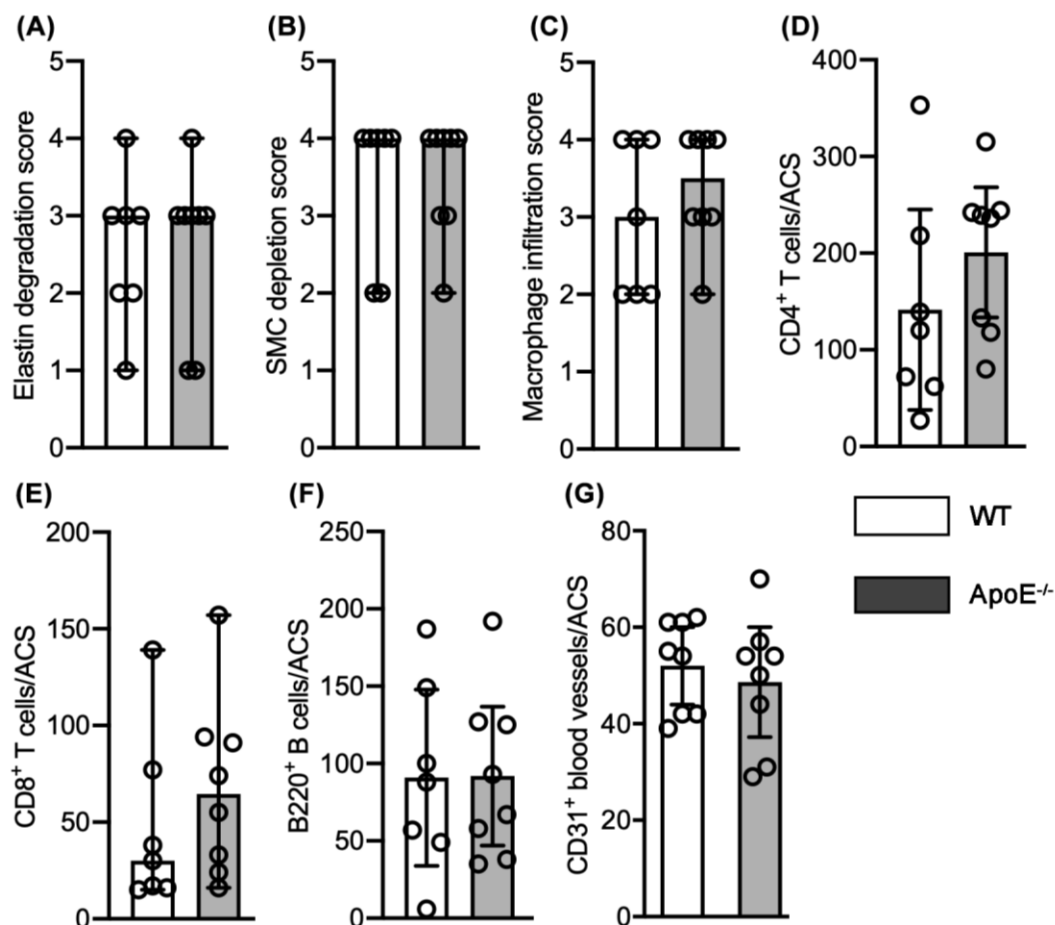 (A)
Elastin degradation score
5
4
3
2
1
0
(B)
SMC depletion score
5
4
3
2
1
0
(C)
Macrophage infiltration score
5
4
3
2
1
0
(D)
CD4⁺ T cells/ACS
400
300
200
100
0
(E)
CD8⁺ T cells/ACS
200
150
100
50
0
(F)
B220⁺ B cells/ACS
250
200
150
100
50
0
(G)
CD31⁺ blood vessels/ACS
80
60
40
20
0
WT
ApoE⁻/⁻